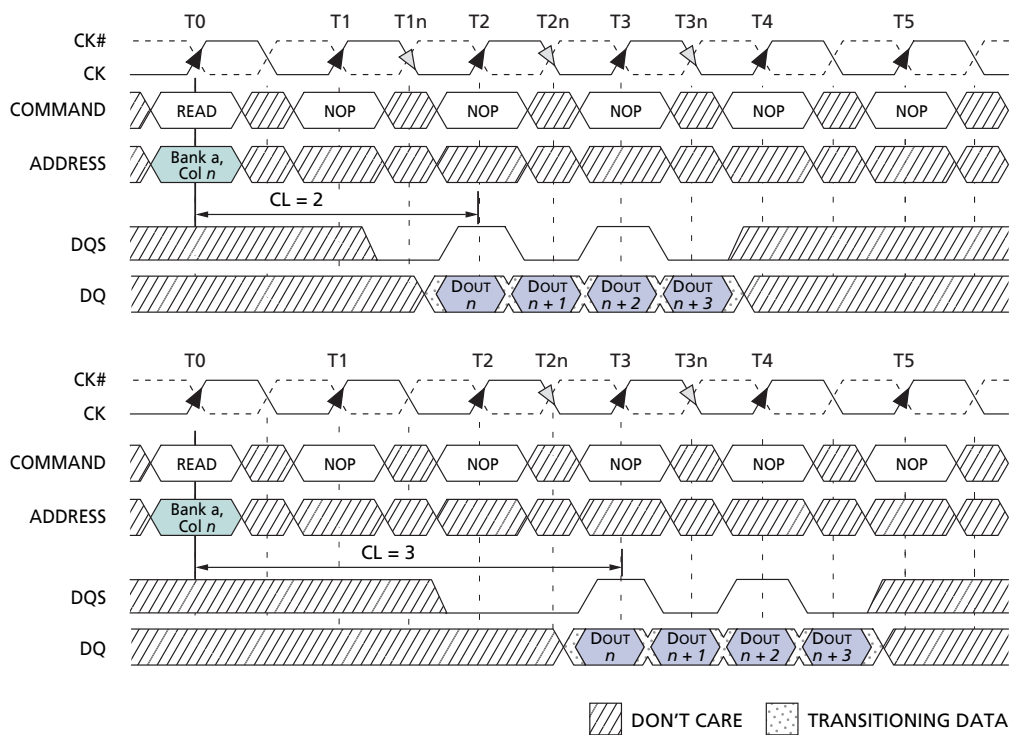 T0 T1 T1n T2 T2n T3 T3n T4 T5
CK#
CK
COMMAND READ NOP NOP NOP NOP NOP
ADDRESS Bank a,
Col n
CL = 2
DQS
DQ DOUT n DOUT n + 1 DOUT n + 2 DOUT n + 3
T0 T1 T2 T2n T3 T3n T4 T5
CK#
CK
COMMAND READ NOP NOP NOP NOP NOP
ADDRESS Bank a,
Col n
CL = 3
DQS
DQ DOUT n DOUT n + 1 DOUT n + 2 DOUT n + 3
DON'T CARE TRANSITIONING DATA